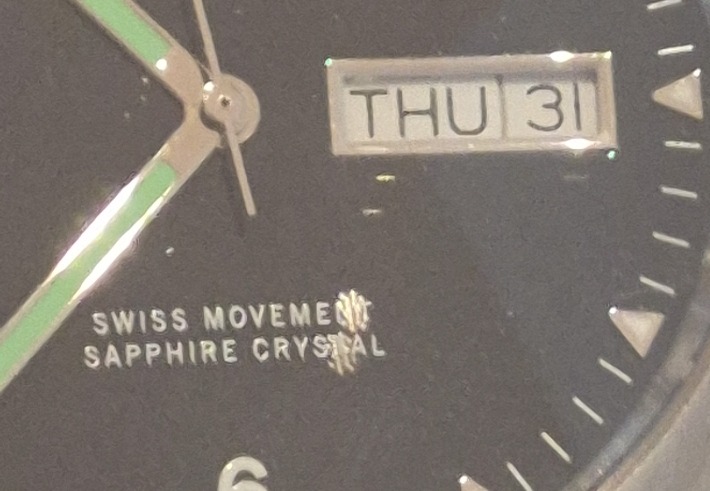 THU 31
SWISS MOVEMENT
SAPPHIRE CRYSTAL
6